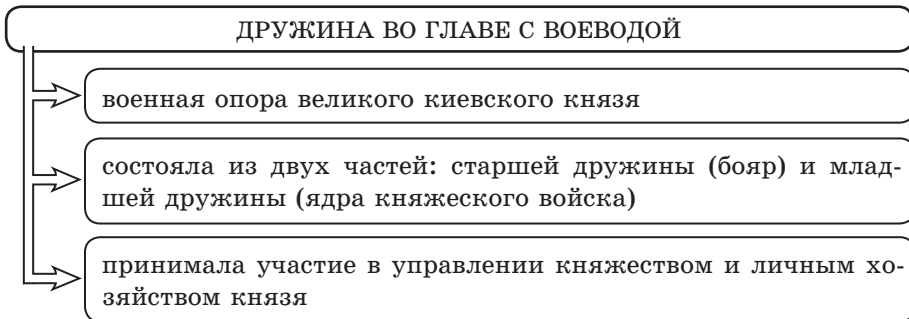 ДРУЖИНА ВО ГЛАВЕ С ВОЕВОДОЙ
военная опора великого киевского князя
состояла из двух частей: старшей дружины (бояр) и млад-
шей дружины (ядра княжеского войска)
принимала участие в управлении княжеством и личным хо-
зяйством князя